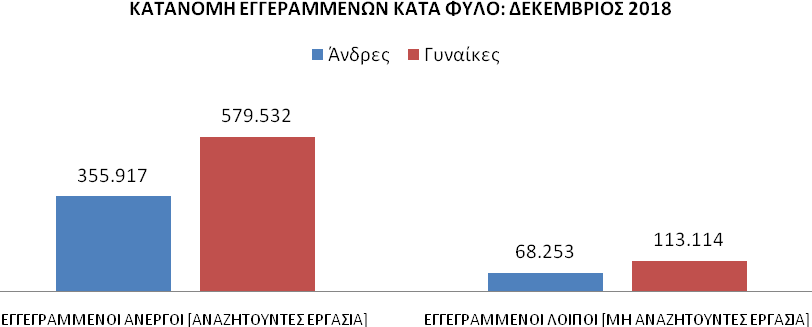 ΚΑΤΑΝΟΜΗ ΕΓΓΕΡΑΜΜΕΝΩΝ ΚΑΤΑ ΦΥΛΟ: ΔΕΚΕΜΒΡΙΟΣ 2018
Άνδρες Γυναίκες
579.532
355.917
113.114
68.253
ΕΓΓΕΓΡΑΜΜΕΝΟΙ ΑΝΕΡΓΟΙ [ΑΝΑΖΗΤΟΥΝΤΕΣ ΕΡΓΑΣΙΑ] ΕΓΓΕΓΡΑΜΜΕΝΟΙ ΛΟΙΠΟΙ [ΜΗ ΑΝΑΖΗΤΟΥΝΤΕΣ ΕΡΓΑΣΙΑ]